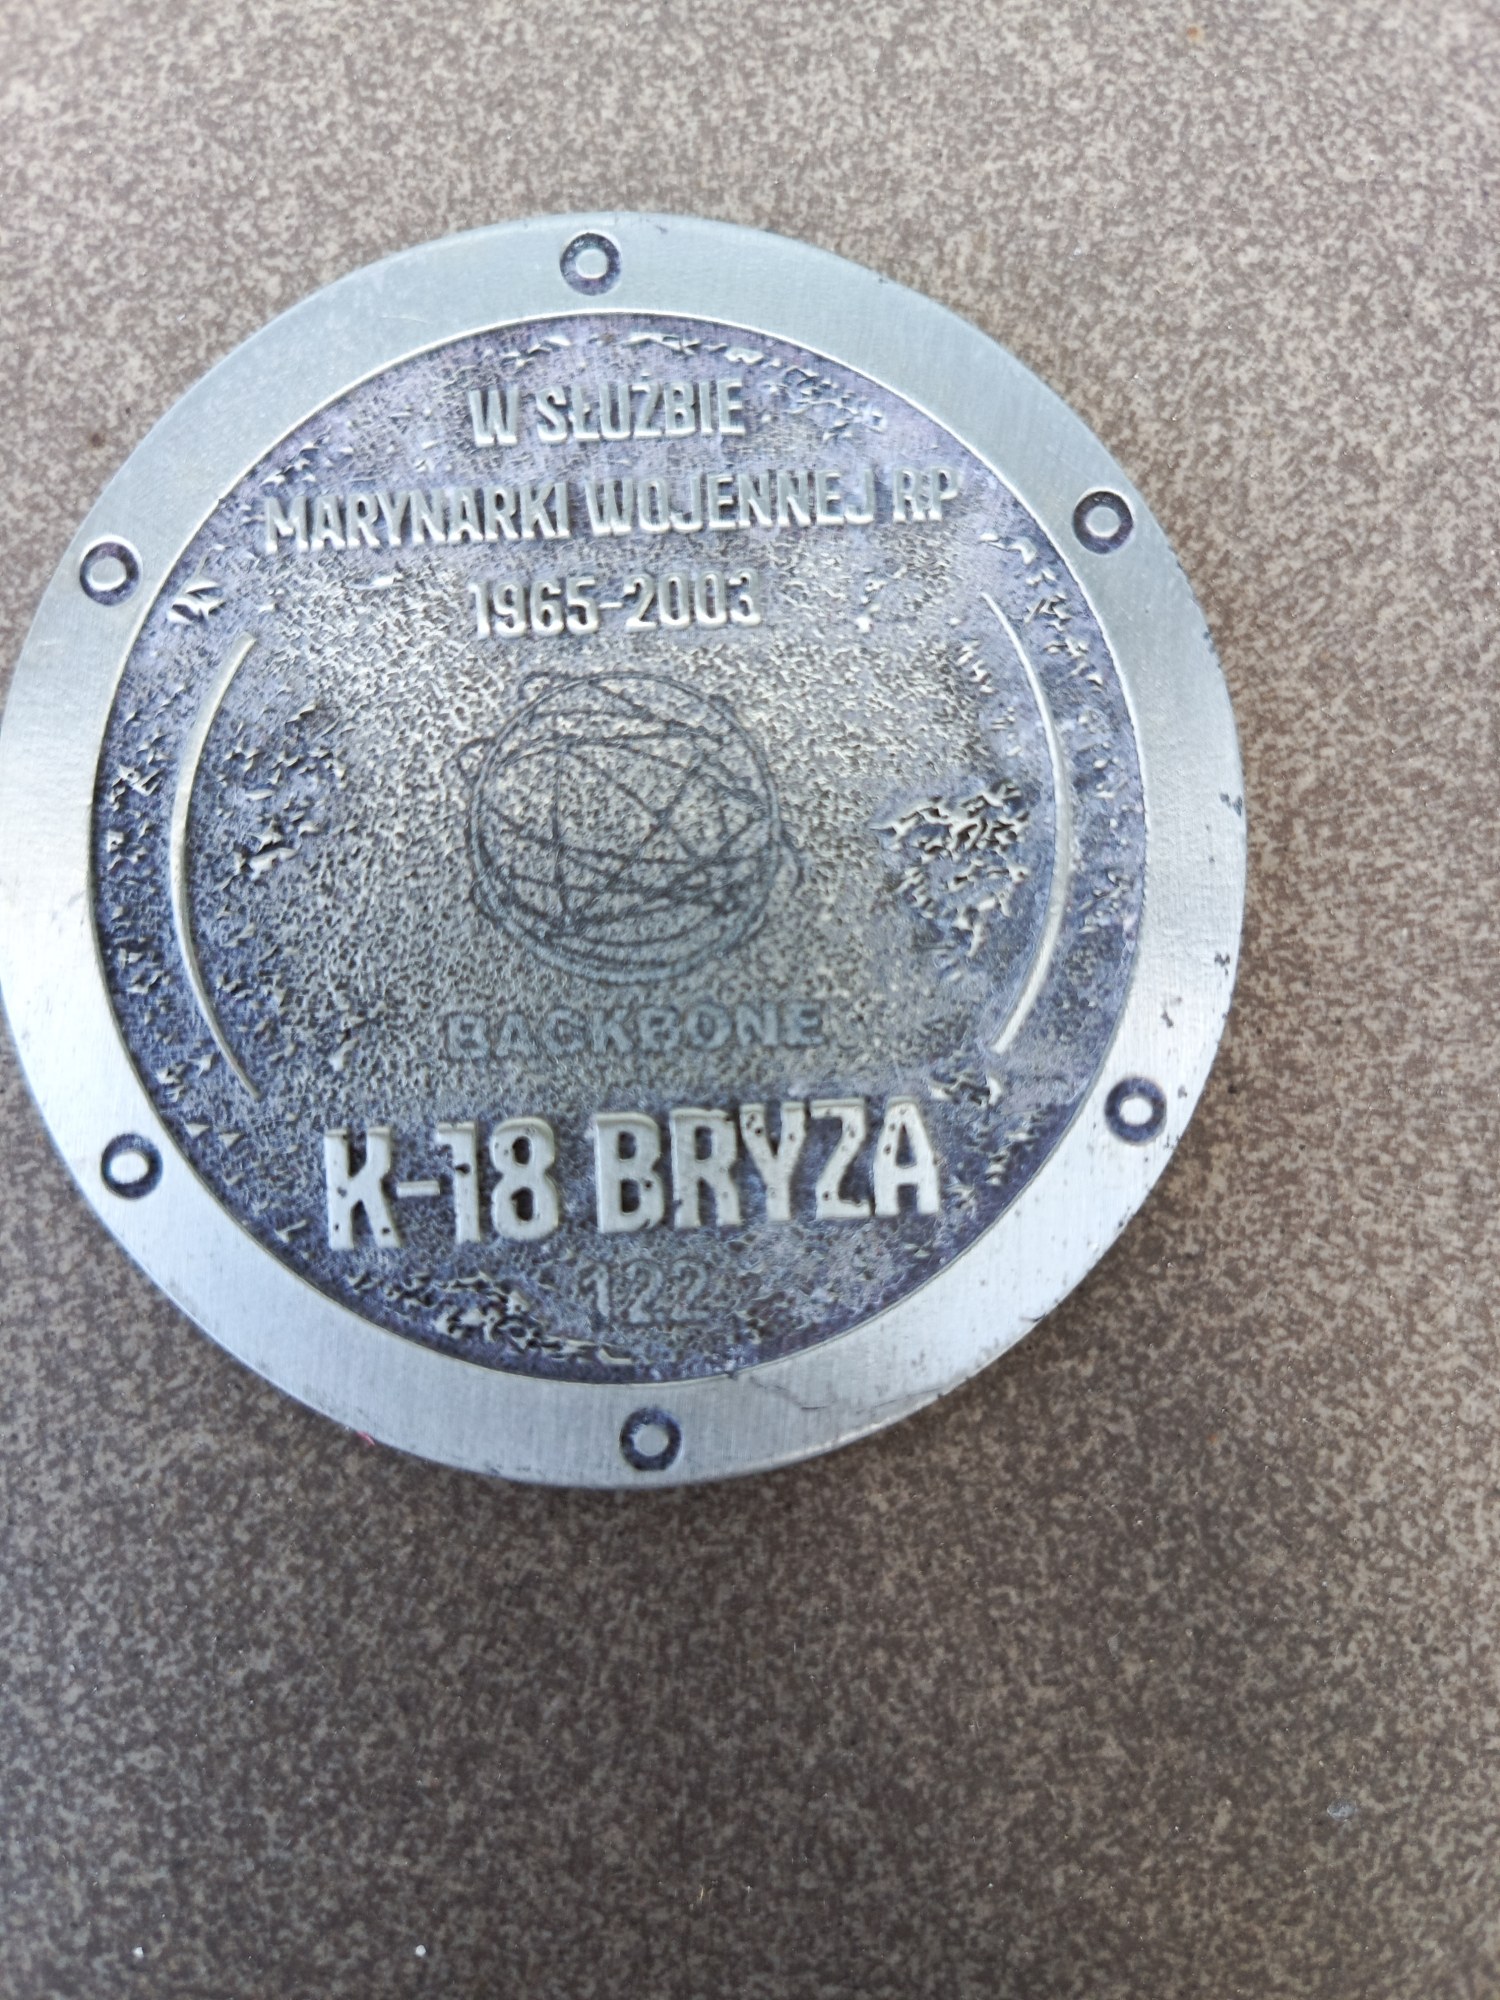 W SŁUŻBIE
MARYNARKI WOJENNEJ RP
1965-2003
BACKBONE
K-18 BRYZA
122